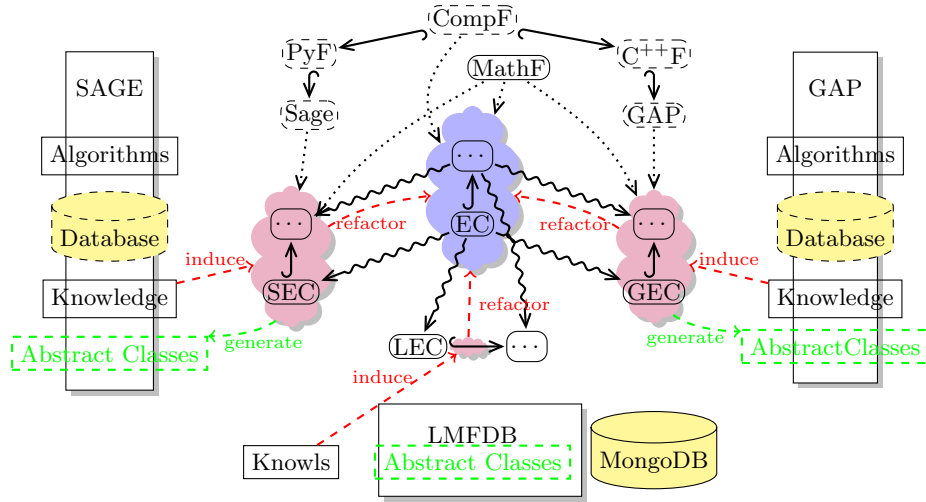 CompF
PyF
C++F
MathF
SAGE
GAP
Sage
GAP
Algorithms
...
Algorithms
...
EC
...
refactor
refactor
Database
Database
induce
induce
Knowledge
SEC
GEC
Knowledge
refactor
generate
generate
Abstract Classes
LEC
...
AbstractClasses
induce
LMFDB
Knowls
Abstract Classes
MongoDB